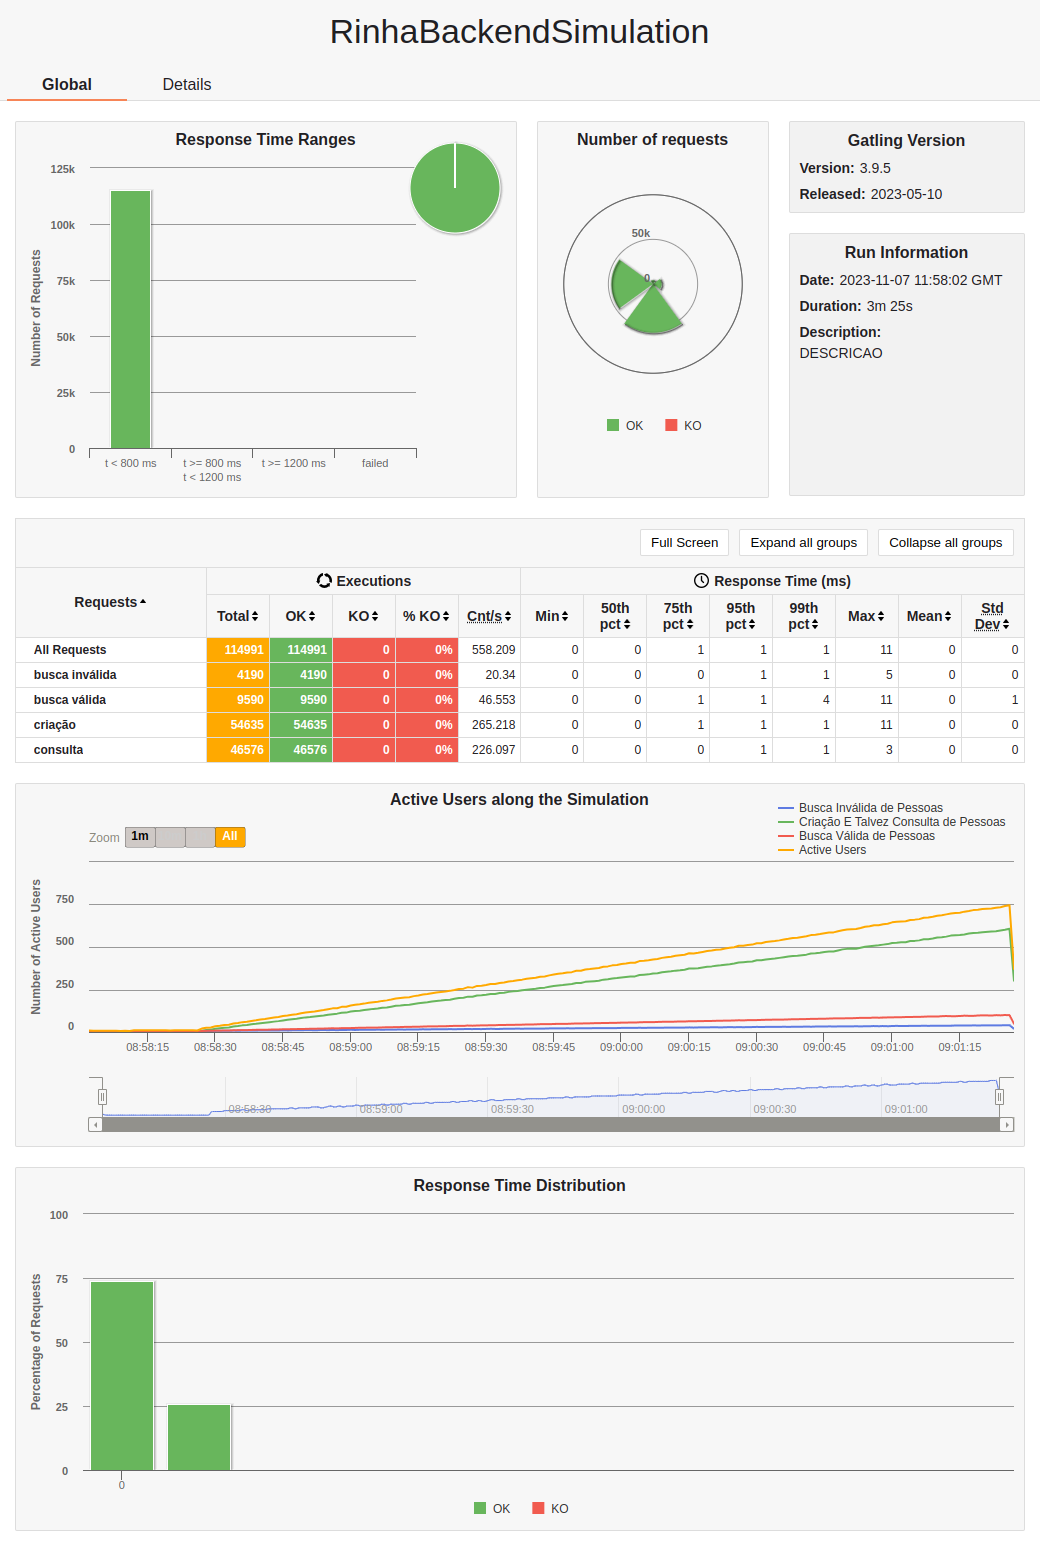 RinhaBackendSimulation
Global
Details
Response Time Ranges
125k
100k
75k
50k
25k
0
Number of Requests
t < 800 ms
t >= 800 ms
t < 1200 ms
t >= 1200 ms
failed
Number of requests
50k
0
OK
KO
Gatling Version
Version: 3.9.5
Released: 2023-05-10
Run Information
Date: 2023-11-07 11:58:02 GMT
Duration: 3m 25s
Description:
DESCRICAO
Full Screen
Expand all groups
Collapse all groups
Requests
Executions
Response Time (ms)
Total OK KO % KO Cnt/s Min 50th pct 75th pct 95th pct 99th pct Max Mean Std Dev
All Requests 114991 114991 0 0% 558.209 0 0 1 1 1 11 0 0
busca inválida 4190 4190 0 0% 20.34 0 0 0 1 1 5 0 0
busca válida 9590 9590 0 0% 46.553 0 0 1 1 4 11 0 1
criação 54635 54635 0 0% 265.218 0 0 1 1 1 11 0 0
consulta 46576 46576 0 0% 226.097 0 0 0 1 1 3 0 0
Active Users along the Simulation
Busca Inválida de Pessoas
Criação E Talvez Consulta de Pessoas
Busca Válida de Pessoas
Active Users
Zoom 1m All
750
500
250
0
Number of Active Users
08:58:15 08:58:30 08:58:45 08:59:00 08:59:15 08:59:30 08:59:45 09:00:00 09:00:15 09:00:30 09:00:45 09:01:00 09:01:15
08:58:30 08:59:00 08:59:30 09:00:00 09:00:30 09:01:00
Response Time Distribution
100
75
50
25
0
Percentage of Requests
0
OK
KO